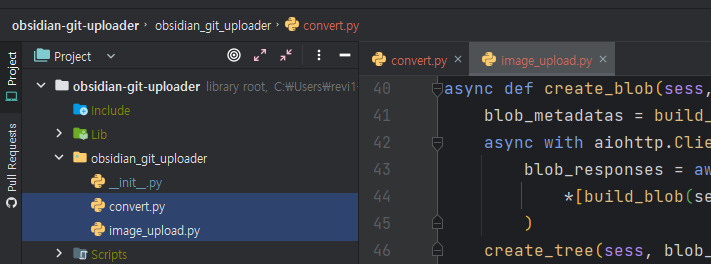 obsidian-git-uploader › obsidian_git_uploader › convert.py
Project
Pull Requests
Project
obsidian-git-uploader library root, C:₩Users₩revi1
Include
Lib
obsidian_git_uploader
__init__.py
convert.py
image_upload.py
Scripts
convert.py × image_upload.py ×
40 async def create_blob(sess,
41 blob_metadatas = build_
42 async with aiohttp.Clie
43 blob_responses = aw
44 *[build_blob(se
45 )
46 create_tree(sess, blob_